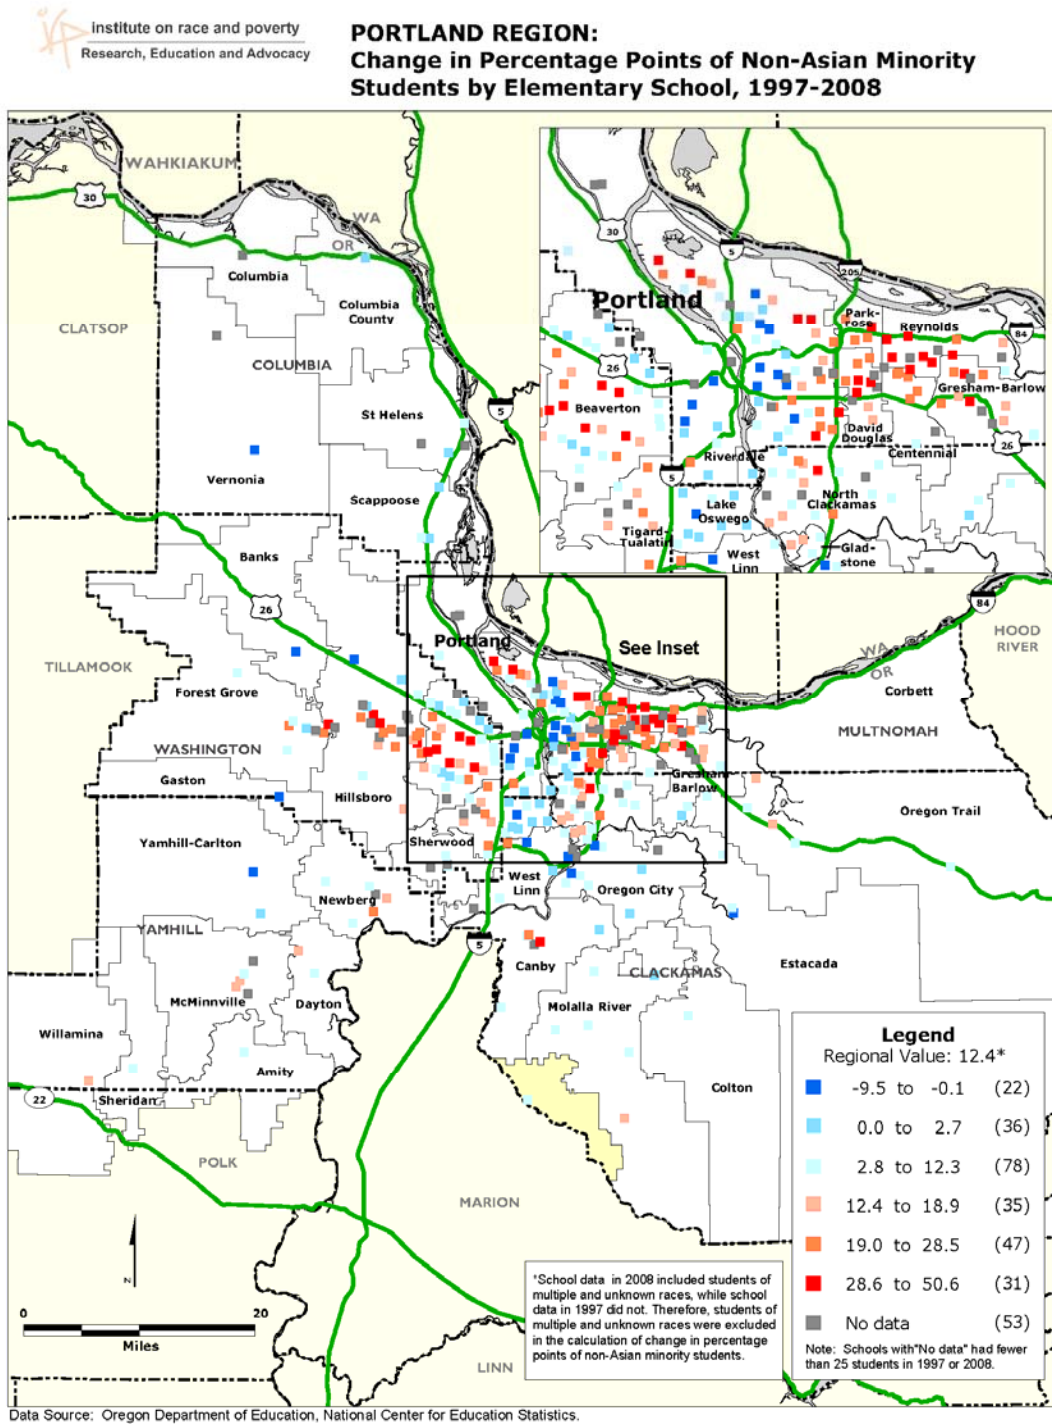 institute on race and poverty
Research, Education and Advocacy
PORTLAND REGION:
Change in Percentage Points of Non-Asian Minority
Students by Elementary School, 1997-2008
WAHKIAKUM
30
WA
OR
Columbia
Columbia
County
CLATSOP
COLUMBIA
St Helens
5
Vernonia
Scappoose
Banks
26
Portland
See Inset
TILLAMOOK
Forest Grove
WASHINGTON
Gaston
Hillsboro
Yamhill-Carlton
Sherwood
West
Linn
Newberg
Oregon City
YAMHILL
5
Canby
CLACKAMAS
Estacada
McMinnville
Dayton
Molalla River
Willamina
Amity
Colton
22
Sheridan
POLK
MARION
LINN
Gresham
Barlow
Oregon Trail
MULTNOMAH
Corbett
WA
OR
84
HOOD
RIVER
30
5
205
Portland
Park-
rose
Reynolds
84
26
Gresham-Barlow
Beaverton
David
Douglas
26
Centennial
Riverdale
5
Lake
Oswego
North
Clackamas
Tigard-
Tualatin
West
Linn
Glad-
stone
Legend
Regional Value: 12.4*
-9.5 to -0.1 (22)
0.0 to 2.7 (36)
2.8 to 12.3 (78)
12.4 to 18.9 (35)
19.0 to 28.5 (47)
28.6 to 50.6 (31)
No data (53)
Note: Schools with"No data" had fewer
than 25 students in 1997 or 2008.
*School data in 2008 included students of
multiple and unknown races, while school
data in 1997 did not. Therefore, students of
multiple and unknown races were excluded
in the calculation of change in percentage
points of non-Asian minority students.
N
0 20
Miles
Data Source: Oregon Department of Education, National Center for Education Statistics.